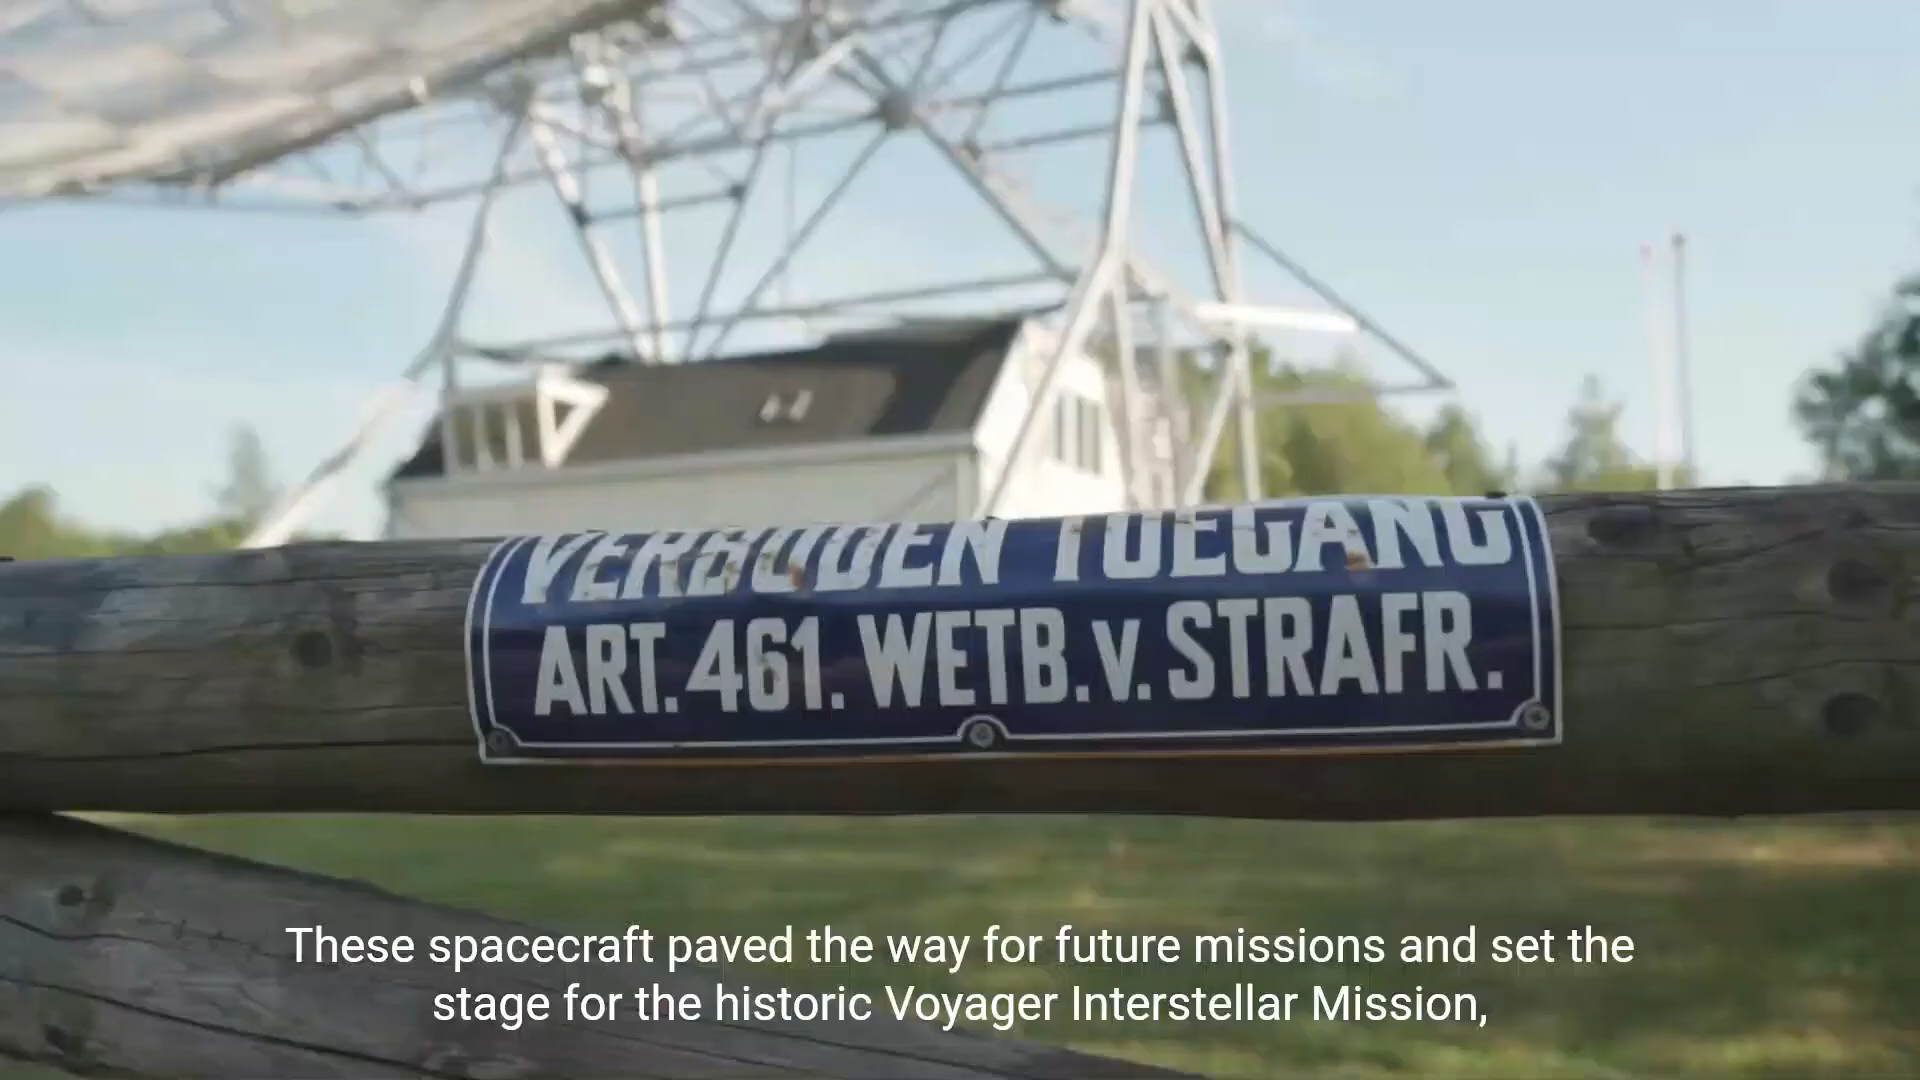 VERBODEN TOEGANG
ART. 461. WETB. v. STRAFR.
These spacecraft paved the way for future missions and set the
stage for the historic Voyager Interstellar Mission,